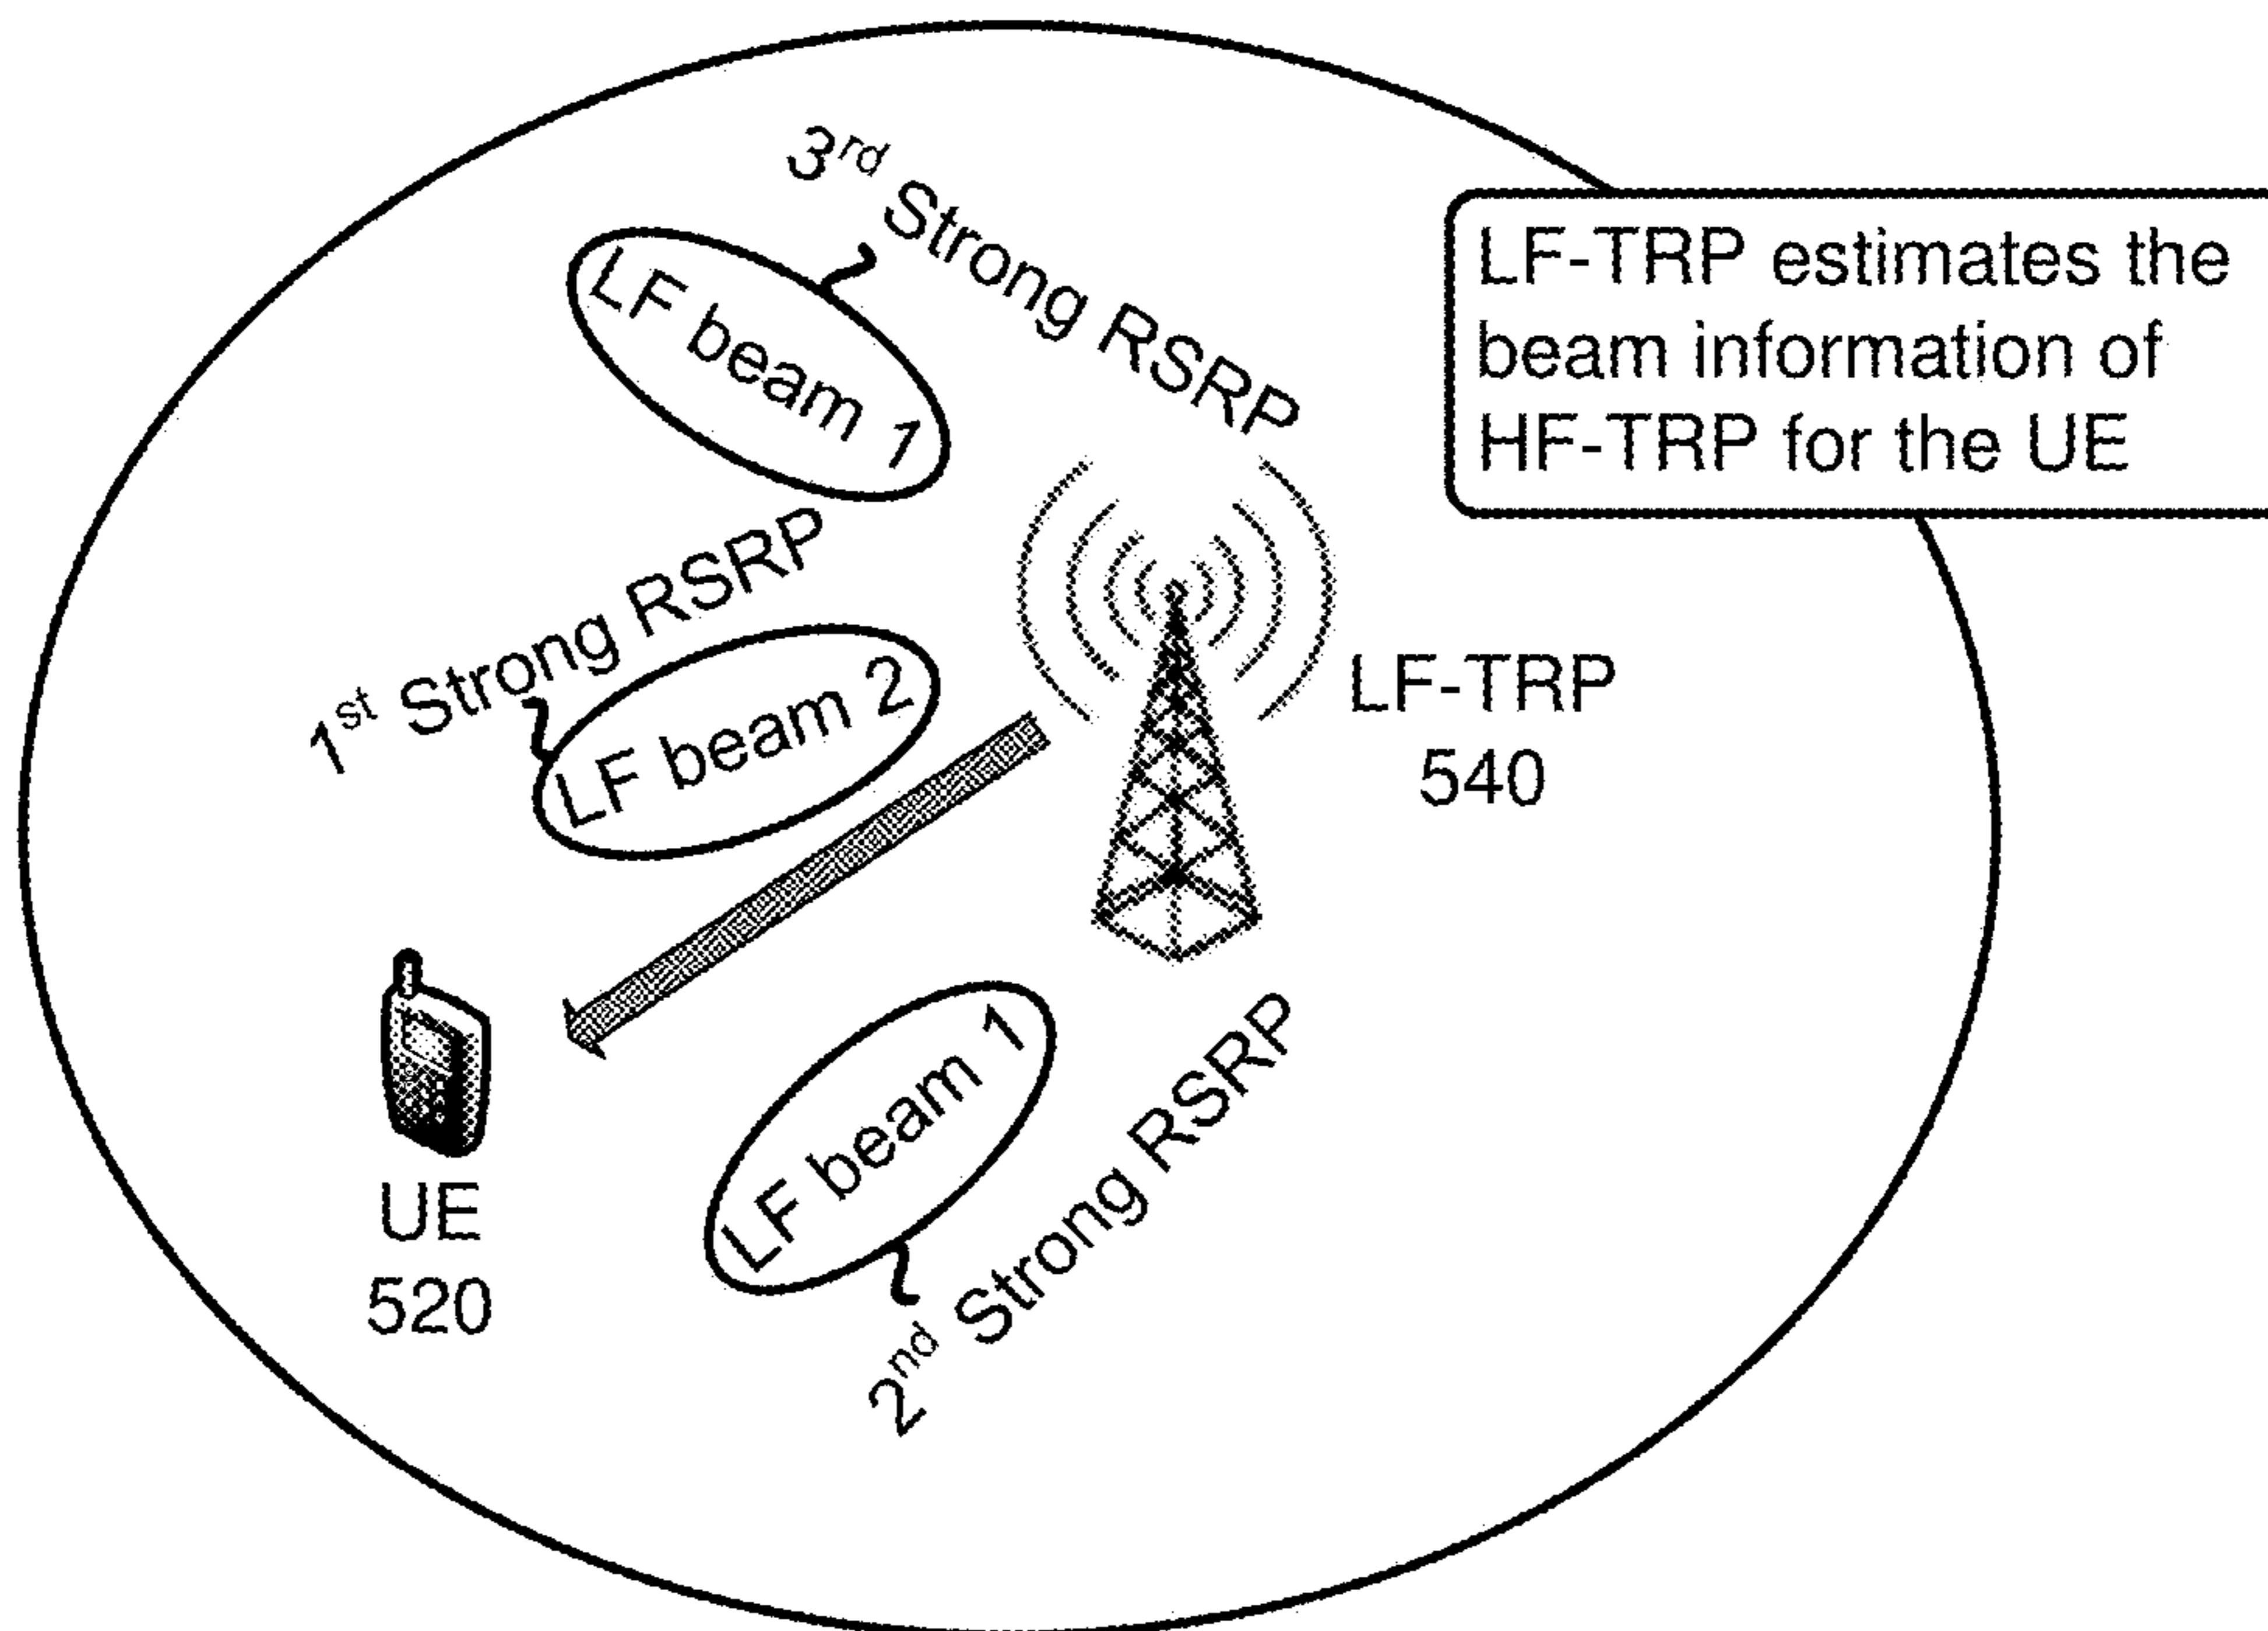 3rd Strong RSRP
LF beam 1
LF-TRP estimates the
beam information of
HF-TRP for the UE
1st Strong RSRP
LF beam 2
LF-TRP
540
UE
520
LF beam 1
2nd Strong RSRP